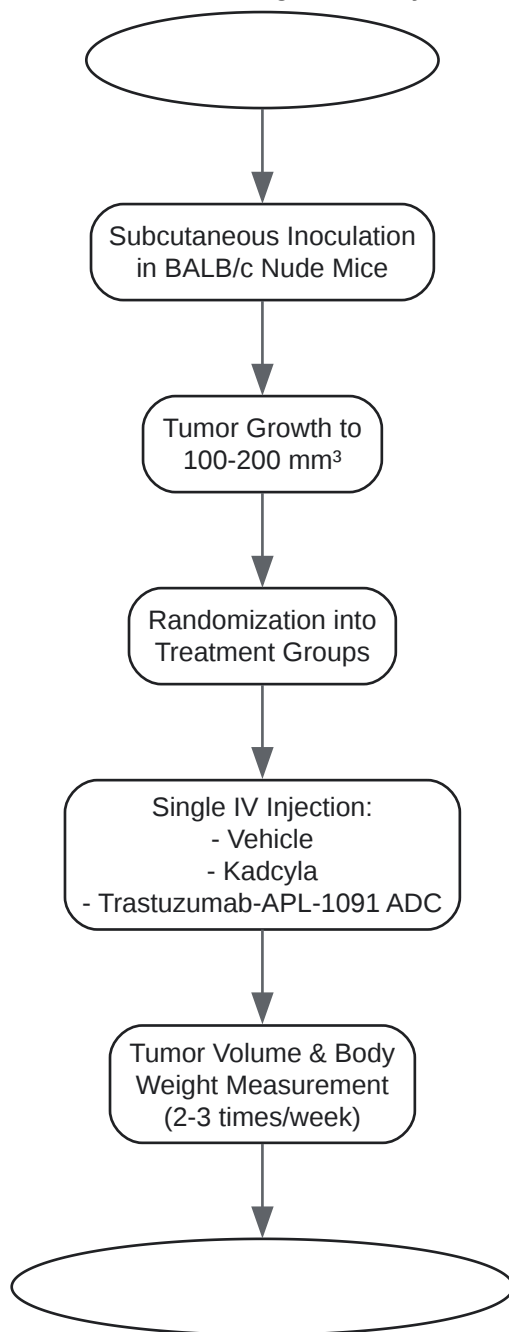 Subcutaneous Inoculation
in BALB/c Nude Mice
Tumor Growth to
100-200 mm³
Randomization into
Treatment Groups
Single IV Injection:
- Vehicle
- Kadcyla
- Trastuzumab-APL-1091 ADC
Tumor Volume & Body
Weight Measurement
(2-3 times/week)